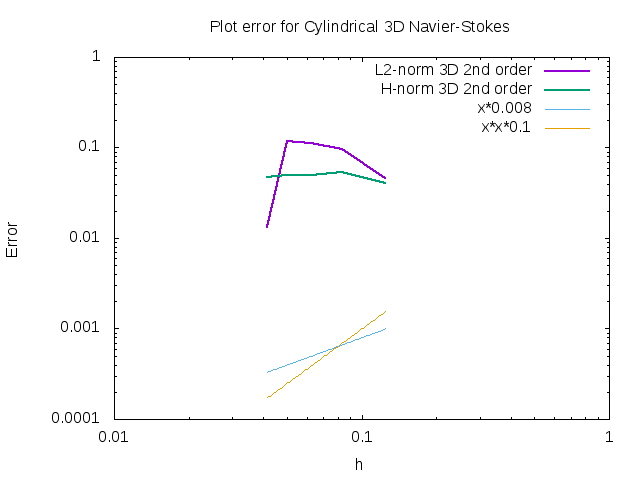 Plot error for Cylindrical 3D Navier-Stokes
1
L2-norm 3D 2nd order
H-norm 3D 2nd order
x*0.008
x*x*0.1
0.1
0.01
0.001
0.0001
Error
0.01
0.1
1
h